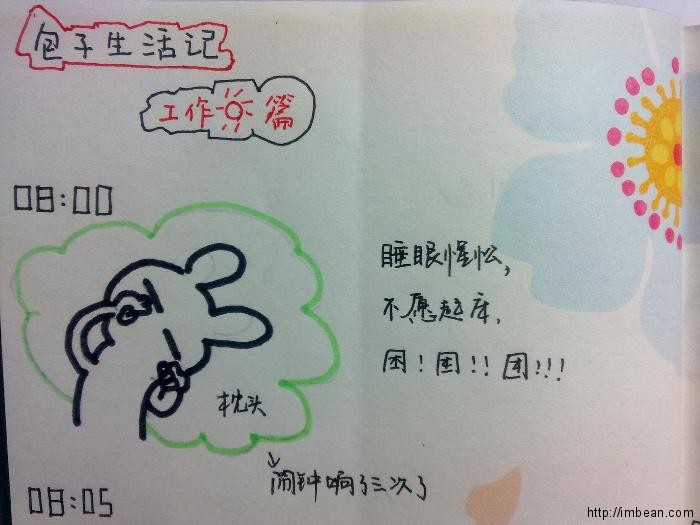 包子生活记
工作篇
08:00
睡眼惺忪,
不愿起床.
困!困!!困!!!
枕头
闹钟响了三次了
08:05
http://imbean.com